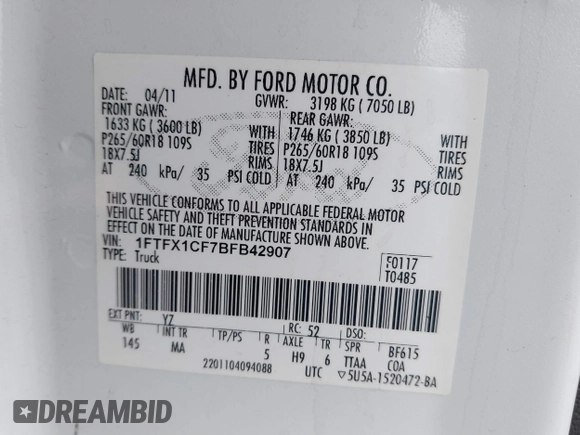 MFD. BY FORD MOTOR CO.
DATE: 04/11 GVWR: 3198 KG ( 7050 LB)
FRONT GAWR: REAR GAWR:
1633 KG ( 3600 LB) WITH 1746 KG ( 3850 LB) WITH
P265/60R18 109S TIRES P265/60R18 109S TIRES
18X7.5J RIMS 18X7.5J RIMS
AT 240 kPa/ 35 PSI COLD AT 240 kPa/ 35 PSI COLD
THIS VEHICLE CONFORMS TO ALL APPLICABLE FEDERAL MOTOR
VEHICLE SAFETY AND THEFT PREVENTION STANDARDS IN
EFFECT ON THE DATE OF MANUFACTURE SHOWN ABOVE.
VIN: 1FTFX1CF7BFB42907 F0117
TYPE: Truck T0485
EXT PNT: YZ RC: 52 DSO:
WB INT TR TP/PS R AXLE TR SPR BF615
145 MA 5 H9 6 TTAA COA
2201104094088 UTC ▽5U5A-1520472-BA
DREAMBID